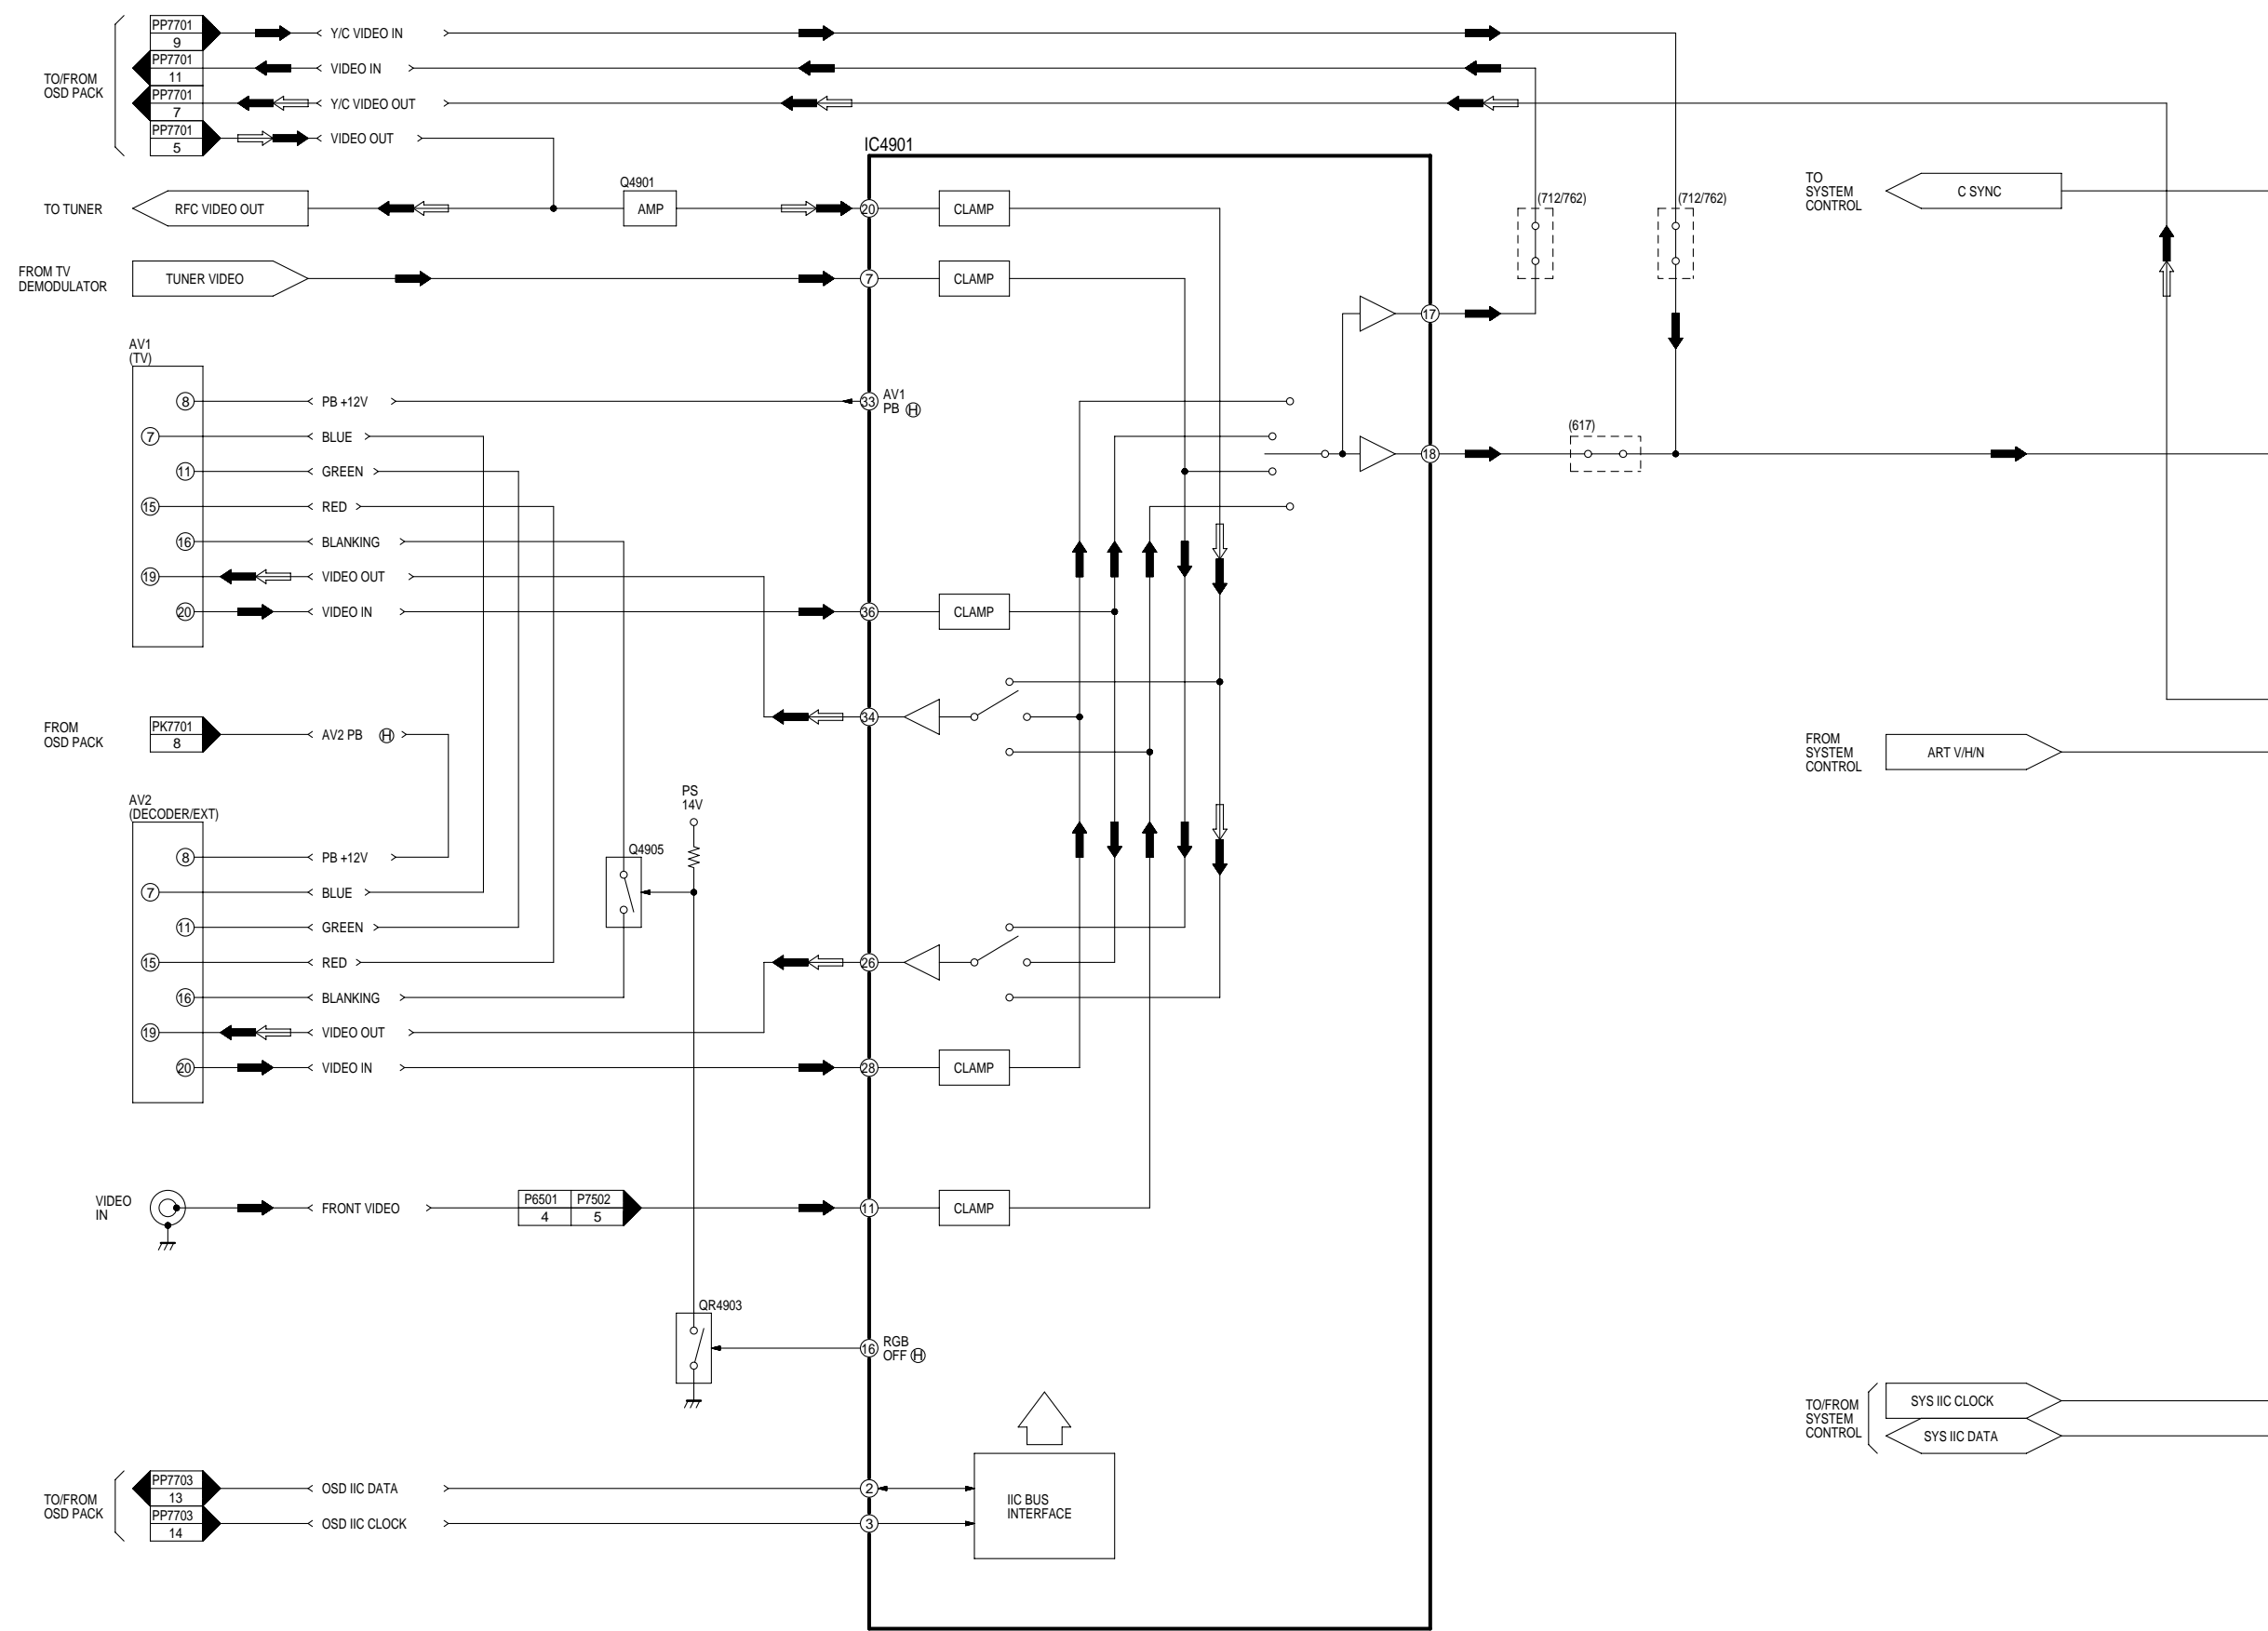 PP7701
9
Y/C VIDEO IN
PP7701
11
VIDEO IN
TO/FROM
OSD PACK
PP7701
7
Y/C VIDEO OUT
PP7701
5
VIDEO OUT
IC4901
TO TUNER
RFC VIDEO OUT
Q4901
AMP
20
CLAMP
(712/762)
(712/762)
TO
SYSTEM
CONTROL
C SYNC
FROM TV
DEMODULATOR
TUNER VIDEO
7
CLAMP
17
AV1
(TV)
8
PB +12V
33
AV1
PB H
7
BLUE
18
(617)
11
GREEN
15
RED
16
BLANKING
19
VIDEO OUT
20
VIDEO IN
36
CLAMP
34
FROM
OSD PACK
PK7701
8
AV2 PB H
FROM
SYSTEM
CONTROL
ART V/H/N
PS
14V
AV2
(DECODER/EXT)
8
PB +12V
Q4905
7
BLUE
11
GREEN
15
RED
26
16
BLANKING
19
VIDEO OUT
20
VIDEO IN
28
CLAMP
VIDEO
IN
FRONT VIDEO
P6501
4
P7502
5
11
CLAMP
QR4903
16
RGB
OFF H
TO/FROM
SYSTEM
CONTROL
SYS IIC CLOCK
SYS IIC DATA
TO/FROM
OSD PACK
PP7703
13
OSD IIC DATA
2
PP7703
14
OSD IIC CLOCK
3
IIC BUS
INTERFACE